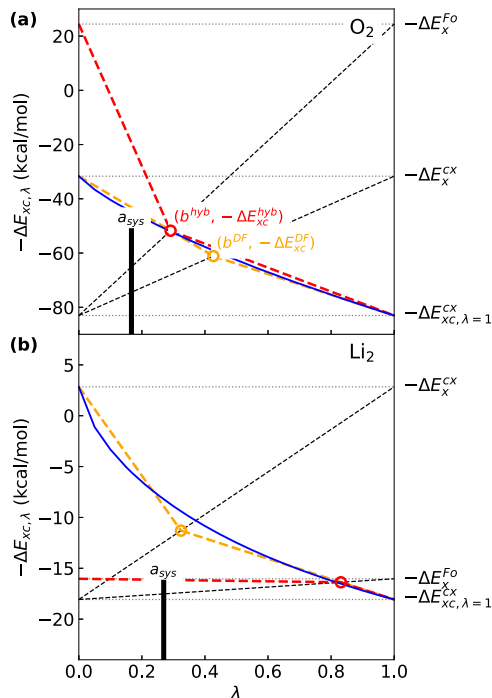 (a)
O₂
20
0
−20
−40
−60
−80
−ΔE_{xc,λ} (kcal/mol)
a_{sys}
(b^{hyb}, −ΔE_{xc}^{hyb})
(b^{DF}, −ΔE_{xc}^{DF})
−ΔE_x^{Fo}
−ΔE_x^{cx}
−ΔE_{xc,λ=1}^{cx}
(b)
Li₂
5
0
−5
−10
−15
−20
−ΔE_{xc,λ} (kcal/mol)
a_{sys}
−ΔE_x^{cx}
−ΔE_x^{Fo}
−ΔE_{xc,λ=1}^{cx}
0.0 0.2 0.4 0.6 0.8 1.0
λ